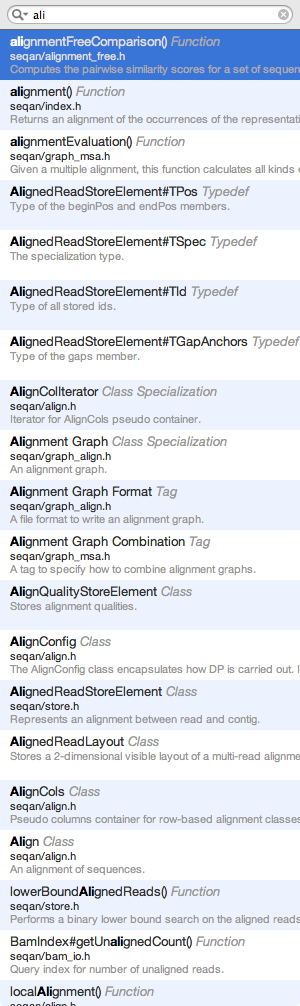 ali
alignmentFreeComparison() Function
seqan/alignment_free.h
Computes the pairwise similarity scores for a set of sequen
alignment() Function
seqan/index.h
Returns an alignment of the occurrences of the representati
alignmentEvaluation() Function
seqan/graph_msa.h
Given a multiple alignment, this function calculates all kinds o
AlignedReadStoreElement#TPos Typedef
Type of the beginPos and endPos members.
AlignedReadStoreElement#TSpec Typedef
The specialization type.
AlignedReadStoreElement#TId Typedef
Type of all stored ids.
AlignedReadStoreElement#TGapAnchors Typedef
Type of the gaps member.
AlignColIterator Class Specialization
seqan/align.h
Iterator for AlignCols pseudo container.
Alignment Graph Class Specialization
seqan/graph_align.h
An alignment graph.
Alignment Graph Format Tag
seqan/graph_align.h
A file format to write an alignment graph.
Alignment Graph Combination Tag
seqan/graph_msa.h
A tag to specify how to combine alignment graphs.
AlignQualityStoreElement Class
Stores alignment qualities.
AlignConfig Class
seqan/align.h
The AlignConfig class encapsulates how DP is carried out. I
AlignedReadStoreElement Class
seqan/store.h
Represents an alignment between read and contig.
AlignedReadLayout Class
Stores a 2-dimensional visible layout of a multi-read alignme
AlignCols Class
seqan/align.h
Pseudo columns container for row-based alignment classes
Align Class
seqan/align.h
An alignment of sequences.
lowerBoundAlignedReads() Function
seqan/store.h
Performs a binary lower bound search on the aligned reads
BamIndex#getUnalignedCount() Function
seqan/bam_io.h
Query index for number of unaligned reads.
localAlignment() Function
seqan/align.h